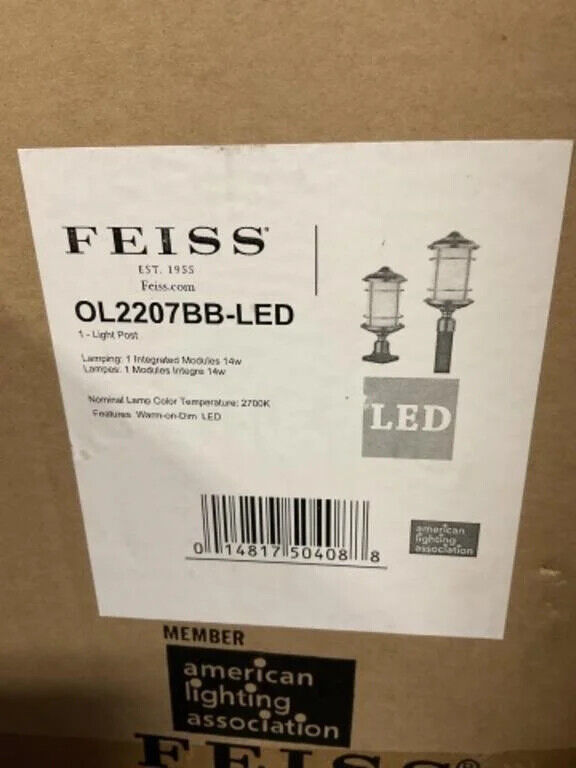 FEISS®
EST. 1955
Feiss.com
OL2207BB-LED
1 - Light Post
Lamping: 1 Integrated Modules 14w
Lampes: 1 Modules Integre 14w
Nominal Lamp Color Temperature: 2700K
Features: Warm-on-Dim LED
LED
0 14817 50408 8
american
lighting
association
MEMBER
american
lighting
association
FEISS®